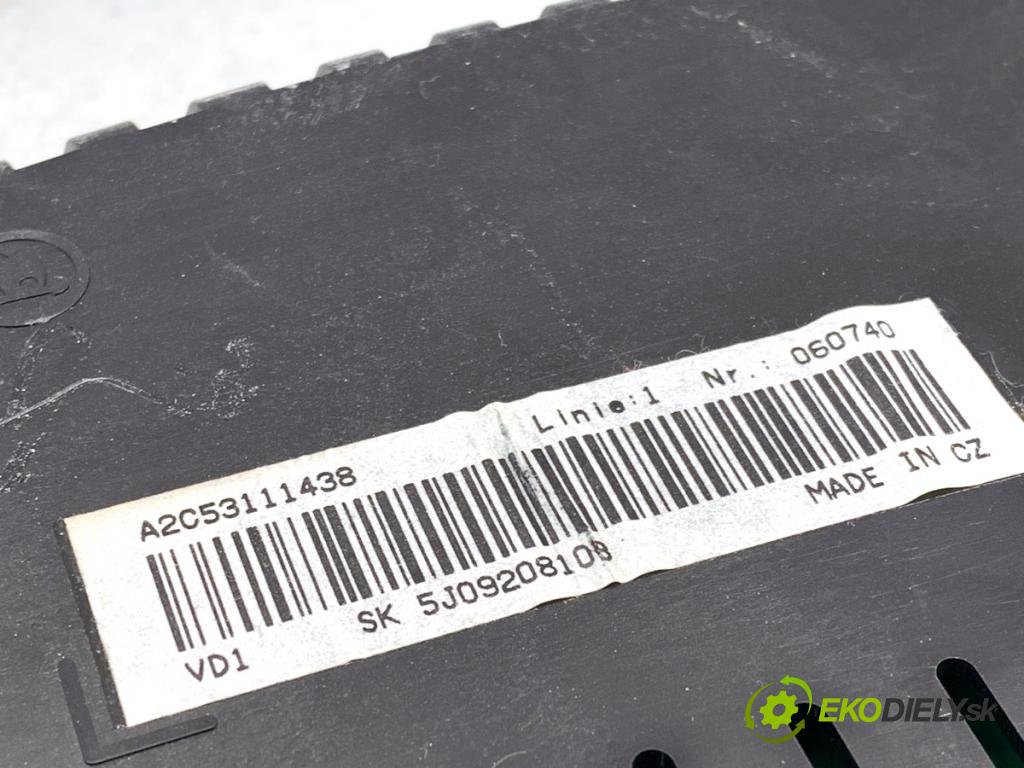 Linie:1 Nr.: 060740
A2C53111438
MADE IN CZ
SK 5J0920810B
VD1
EKODIELY.sk